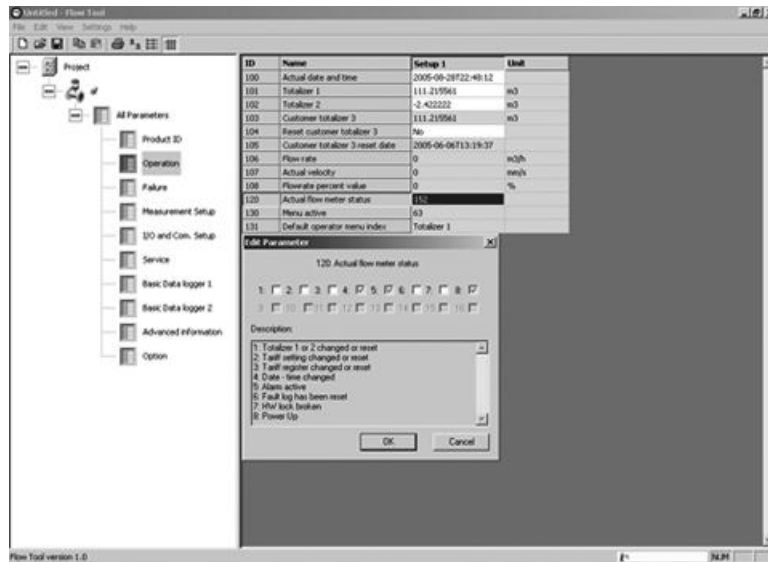 Untitled - Flow Tool
File Edit View Settings Help
Project
All Parameters
Product ID
Operation
Failure
Measurement Setup
I/O and Com. Setup
Service
Basic Data logger 1
Basic Data logger 2
Advanced information
Option
ID Name Setup 1 Unit
100 Actual date and time 2005-08-28T22:48:12
101 Totalizer 1 111.215561 m3
102 Totalizer 2 -2.422222 m3
103 Customer totalizer 3 111.215561 m3
104 Reset customer totalizer 3 No
105 Customer totalizer 3 reset date 2005-06-06T13:19:37
106 Flow rate 0 m3/h
107 Actual velocity 0 mm/s
108 Flowrate percent value 0 %
120 Actual flow meter status 152
130 Menu active 63
131 Default operator menu index Totalizer 1
Edit Parameter
120 Actual flow meter status
1: 2: 3: 4: 5: 6: 7: 8:
9 10 11 12 13 14 15 16
Description:
1: Totalizer 1 or 2 changed or reset
2: Tariff setting changed or reset
3: Tariff register changed or reset
4: Date - time changed
5: Alarm active
6: Fault log has been reset
7: HW lock broken
8: Power Up
OK Cancel
Flow Tool version 1.0 NUM